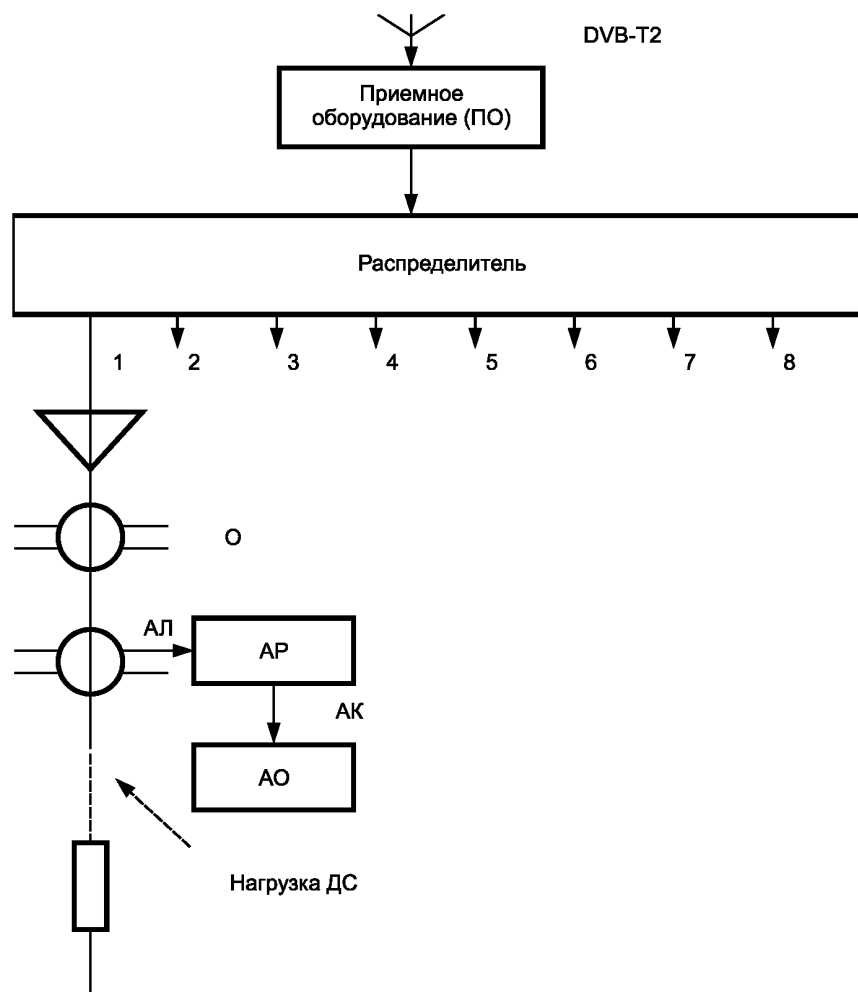 DVB-T2
Приемное
оборудование (ПО)
Распределитель
1 2 3 4 5 6 7 8
О
АЛ
АР
АК
АО
Нагрузка ДС